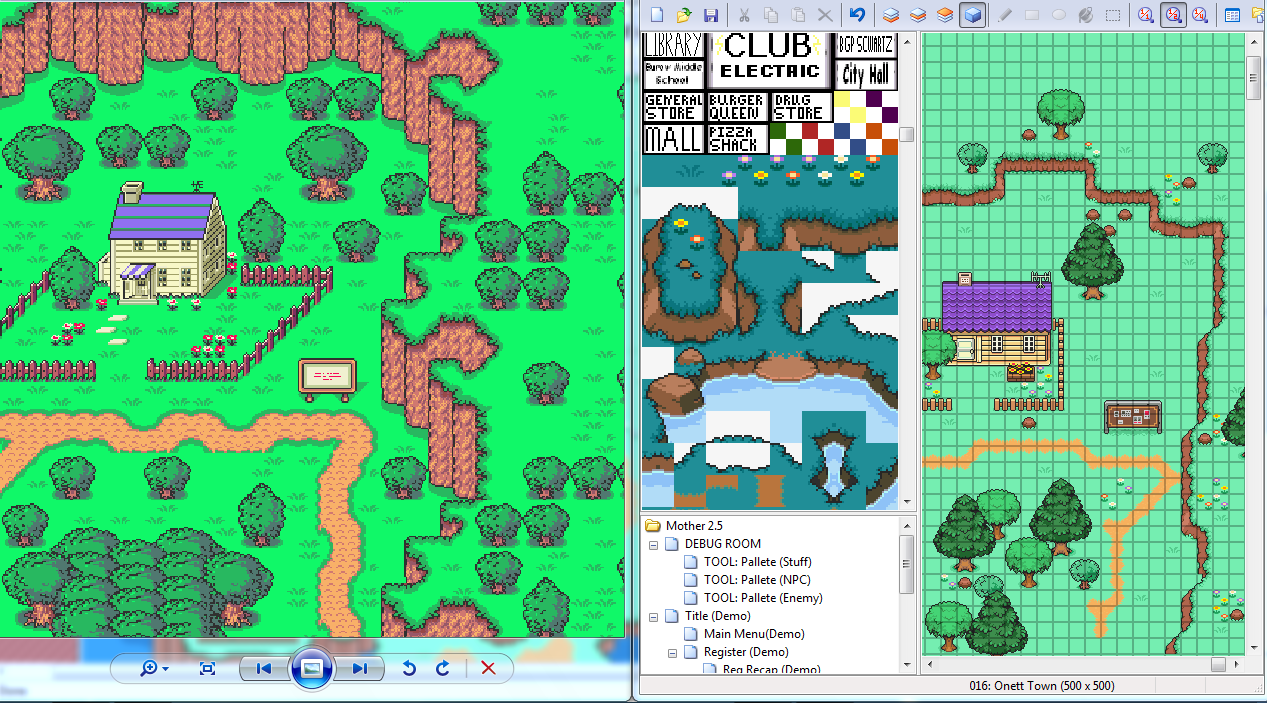 LIBRARY
CLUB
ELECTRIC
BGP SCWARTZ
Burow Middle
School
City Hall
GENERAL
STORE
BURGER
QUEEN
DRUG
STORE
MALL
PIZZA
SHACK
Mother 2.5
DEBUG ROOM
TOOL: Pallete (Stuff)
TOOL: Pallete (NPC)
TOOL: Pallete (Enemy)
Title (Demo)
Main Menu(Demo)
Register (Demo)
Reg Recap (Demo)
016: Onett Town (500 x 500)